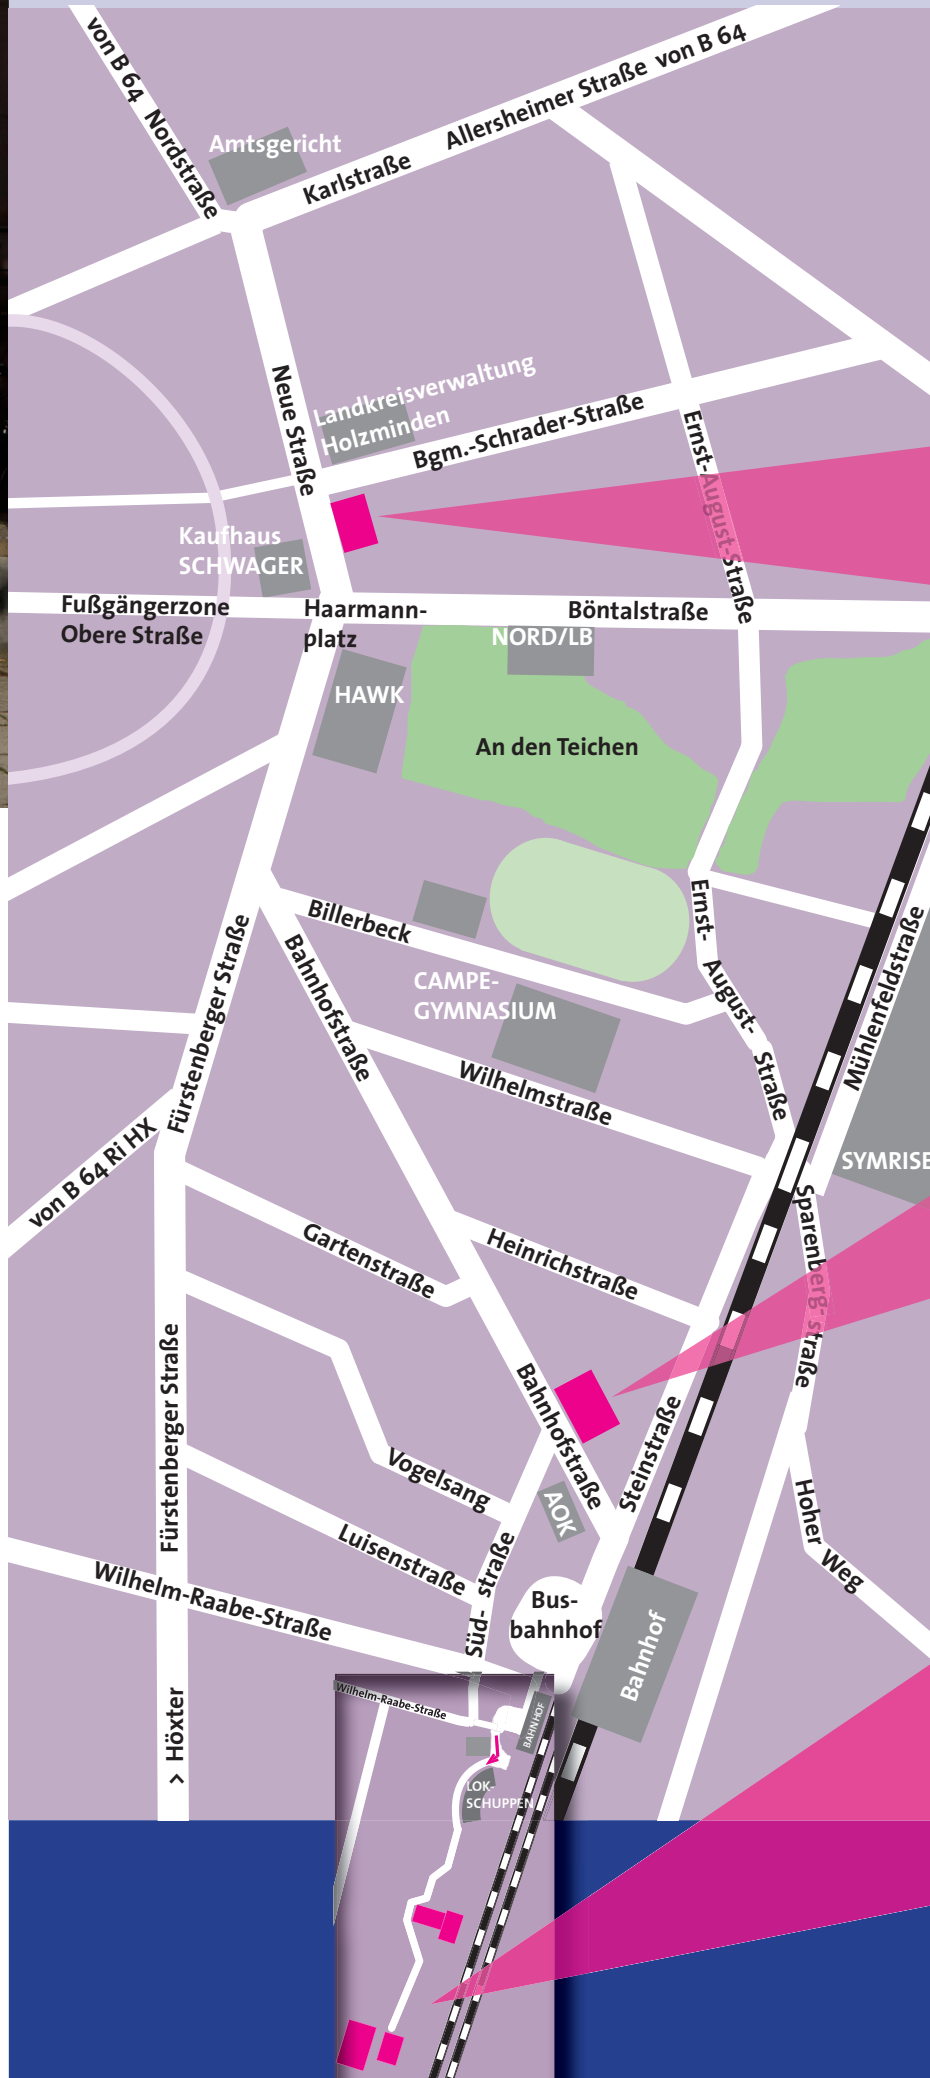 von B 64 Nordstraße
Allersheimer Straße von B 64
Amtsgericht
Karlstraße
Neue Straße
Landkreisverwaltung
Holzminden
Bgm.-Schrader-Straße
Ernst-August-Straße
Kaufhaus
SCHWAGER
Fußgängerzone
Obere Straße
Haarmann-
platz
Böntalstraße
NORD/LB
HAWK
An den Teichen
Billerbeck
Ernst-
August-
Straße
Mühlenfeldstraße
Fürstenberger Straße
Bahnhofstraße
CAMPE-
GYMNASIUM
Wilhelmstraße
von B 64 Ri HX
SYMRISE
Sparenberg-straße
Gartenstraße
Heinrichstraße
Fürstenberger Straße
Bahnhofstraße
Steinstraße
Vogelsang
AOK
Hoher Weg
Luisenstraße
Süd-straße
Wilhelm-Raabe-Straße
Bus-
bahnhof
Bahnhof
> Höxter
Wilhelm-Raabe-Straße
BAHNHOF
LOK-
SCHUPPEN